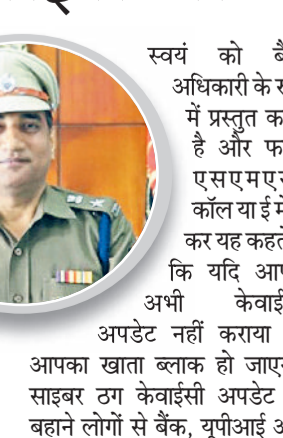 स्वयं को बै
अधिकारी के रू
में प्रस्तुत क
है और फ
एसएमएस
कॉल या ई मे
कर यह कहते
कि यदि आप
अभी केवाई
अपडेट नहीं कराया
आपका खाता ब्लाक हो जाए
साइबर ठग केवाईसी अपडेट
बहाने लोगों से बैंक, यूपीआई अ